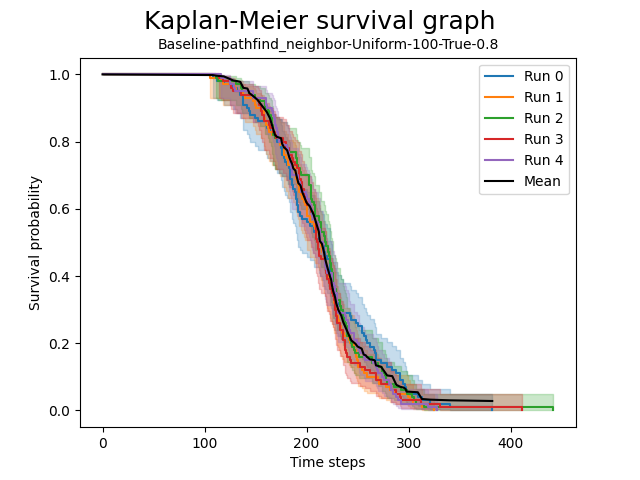 Kaplan-Meier survival graph
Baseline-pathfind_neighbor-Uniform-100-True-0.8
1.0
0.8
0.6
0.4
0.2
0.0
Survival probability
0
100
200
300
400
Time steps
Run 0
Run 1
Run 2
Run 3
Run 4
Mean